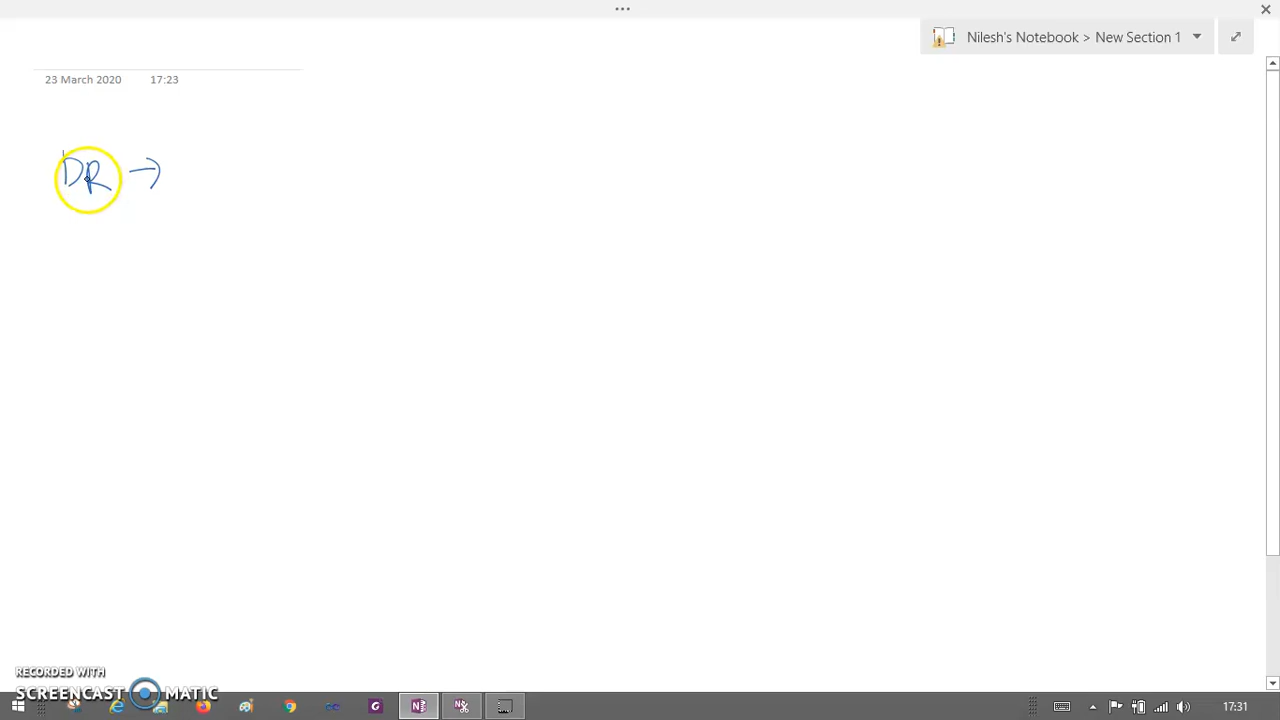 ...
Nilesh's Notebook > New Section 1
23 March 2020 17:23
DR →
RECORDED WITH
SCREENCAST MATIC
17:31